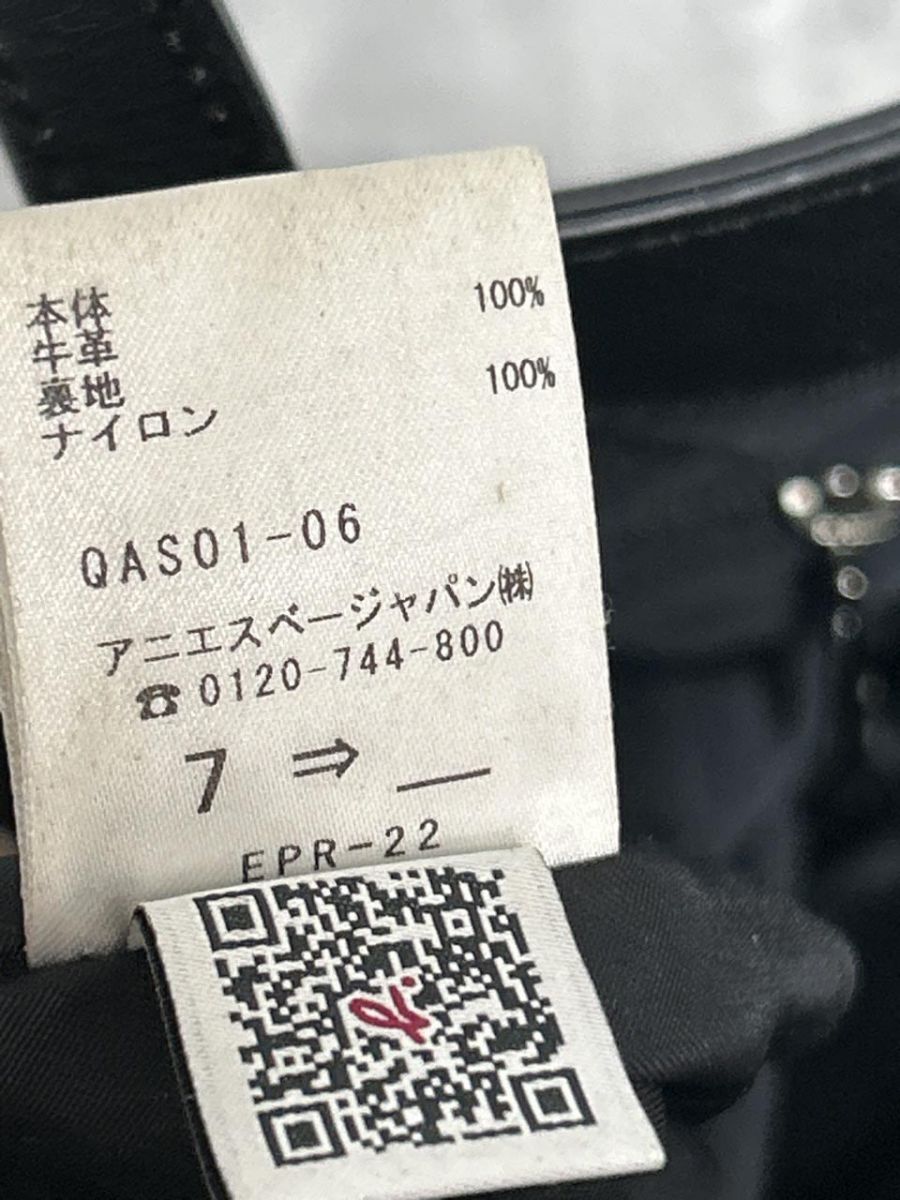 本体
牛革 100%
裏地
ナイロン 100%
QAS01-06
アニエスベージャパン㈱
☎0120-744-800
7 ⇒ __
EPR-22
b.